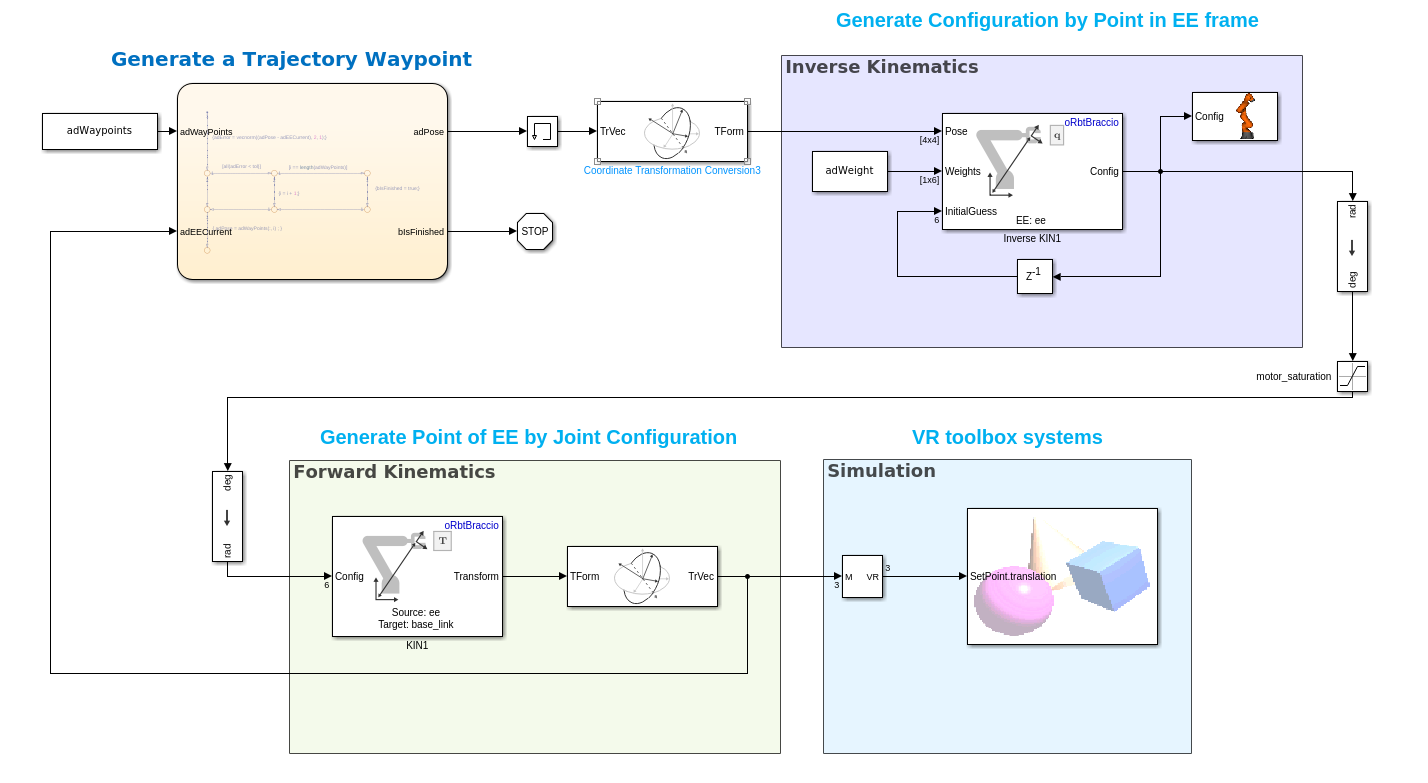 Generate Configuration by Point in EE frame
Generate a Trajectory Waypoint
Inverse Kinematics
adWaypoints
adWayPoints
adPose
adEECurrent
bIsFinished
STOP
TrVec
TForm
Coordinate Transformation Conversion3
oRbtBraccio
Pose
[4x4]
q
adWeight
Weights
[1x6]
Config
InitialGuess
6
EE: ee
Inverse KIN1
Z-1
Config
rad
deg
motor_saturation
Generate Point of EE by Joint Configuration
VR toolbox systems
Forward Kinematics
Simulation
deg
rad
oRbtBraccio
T
Config
6
Transform
Source: ee
Target: base_link
KIN1
TForm
TrVec
3
M
VR
3
SetPoint.translation